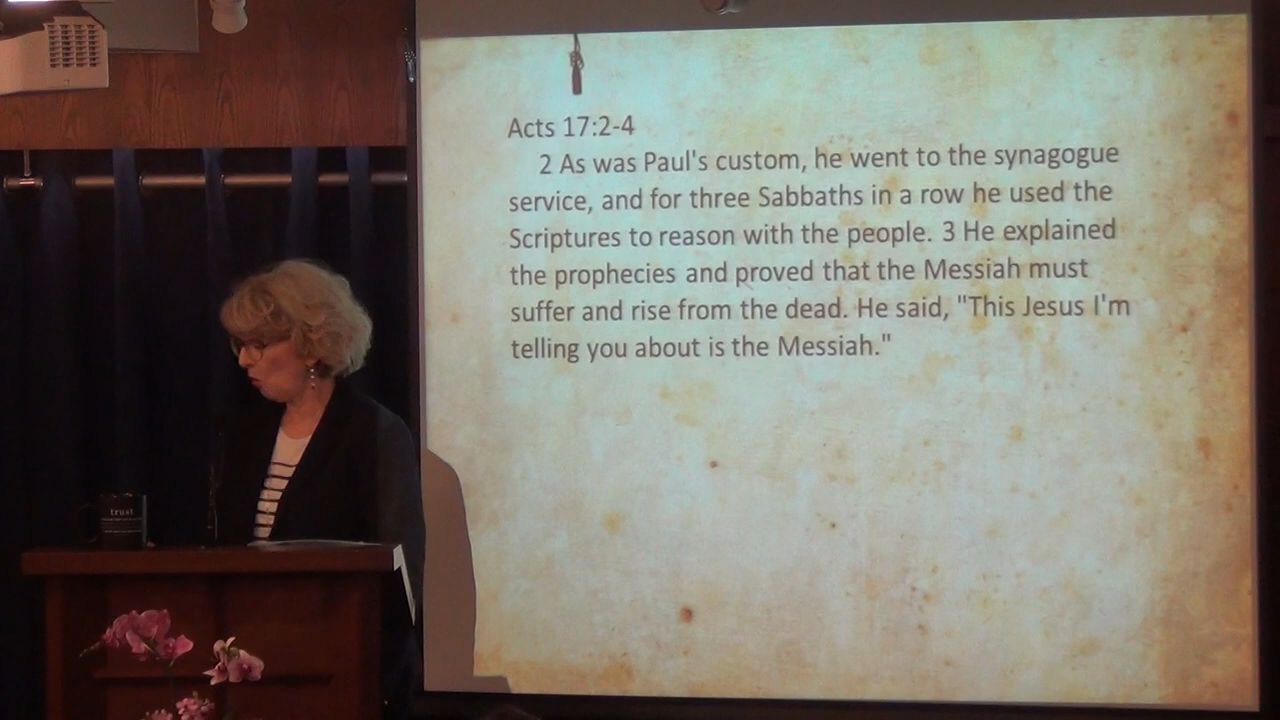 Acts 17:2-4
2 As was Paul's custom, he went to the synagogue
service, and for three Sabbaths in a row he used the
Scriptures to reason with the people. 3 He explained
the prophecies and proved that the Messiah must
suffer and rise from the dead. He said, "This Jesus I'm
telling you about is the Messiah."
trust